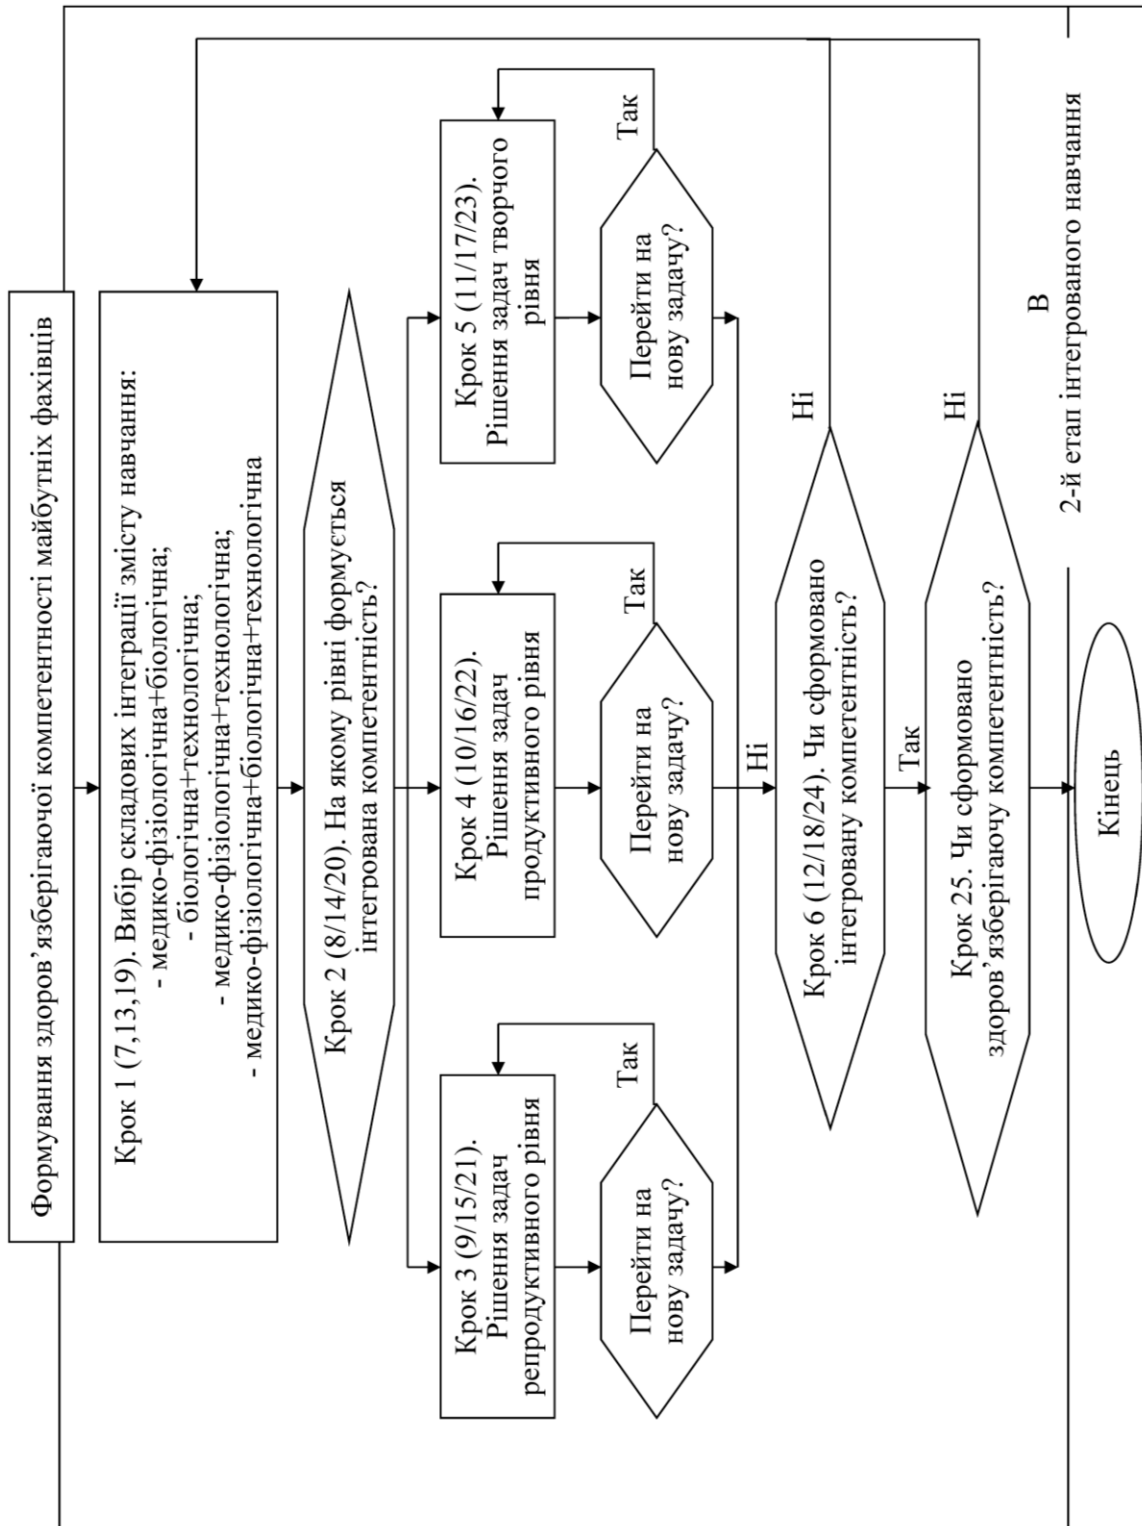 Формування здоров’язберігаючої компетентності майбутніх фахівців
Крок 1 (7,13,19). Вибір складових інтеграції змісту навчання:
- медико-фізіологічна+біологічна;
- біологічна+технологічна;
- медико-фізіологічна+технологічна;
- медико-фізіологічна+біологічна+технологічна
Крок 2 (8/14/20). На якому рівні формується
інтегрована компетентність?
Крок 3 (9/15/21).
Рішення задач
репродуктивного рівня
Крок 4 (10/16/22).
Рішення задач
продуктивного рівня
Крок 5 (11/17/23).
Рішення задач творчого
рівня
Перейти на
нову задачу?
Так
Перейти на
нову задачу?
Так
Перейти на
нову задачу?
Так
Ні
Крок 6 (12/18/24). Чи сформовано
інтегровану компетентність?
Ні
Так
Крок 25. Чи сформовано
здоров’язберігаючу компетентність?
Ні
В
2-й етап інтегрованого навчання
Кінець